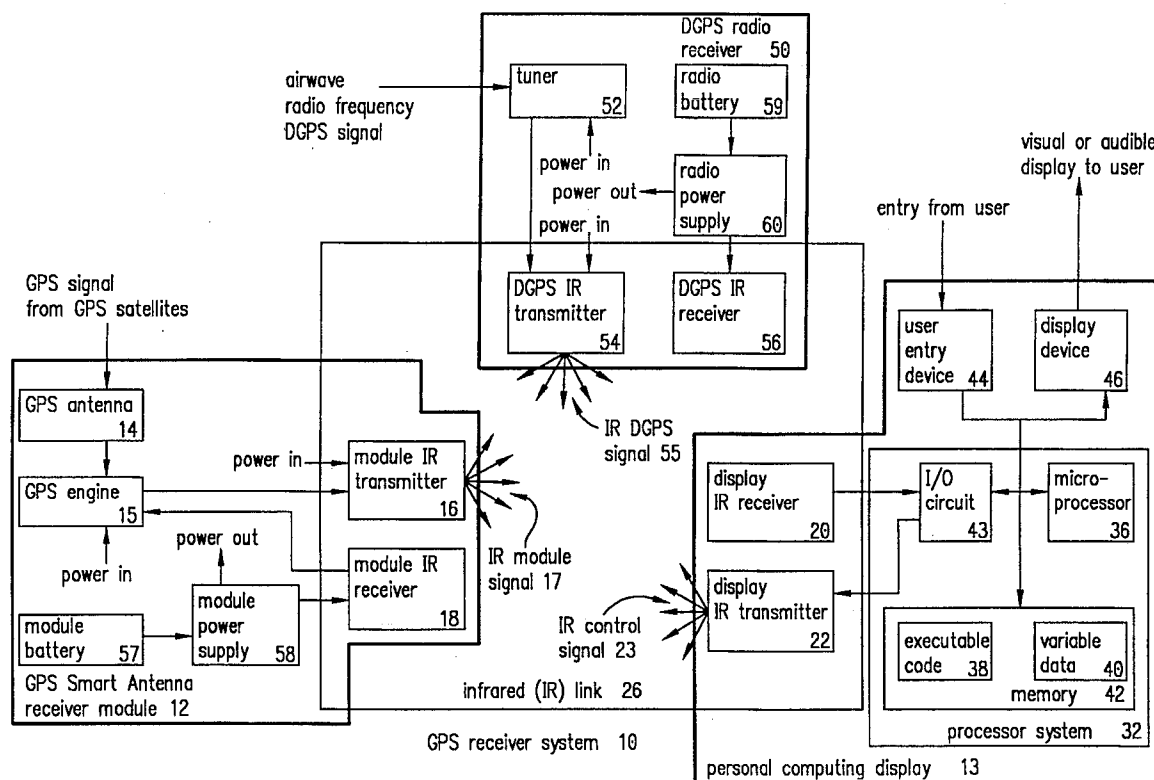 DGPS radio
receiver 50
airwave
radio frequency
DGPS signal
tuner
52
radio
battery
59
power in
power out
power in
radio
power
supply
60
visual or audible
display to user
entry from user
GPS signal
from GPS satellites
DGPS IR
transmitter
54
DGPS IR
receiver
56
user
entry
device
44
display
device
46
IR DGPS
signal 55
GPS antenna
14
GPS engine
15
power in
power in
module IR
transmitter
16
IR module
signal 17
power out
module
battery
57
module
power
supply
58
module IR
receiver
18
GPS Smart Antenna
receiver module 12
display
IR receiver
20
I/O
circuit
43
micro-
processor
36
display
IR transmitter
22
IR control
signal 23
executable
code
38
variable
data
40
memory 42
processor system 32
infrared (IR) link 26
GPS receiver system 10
personal computing display 13